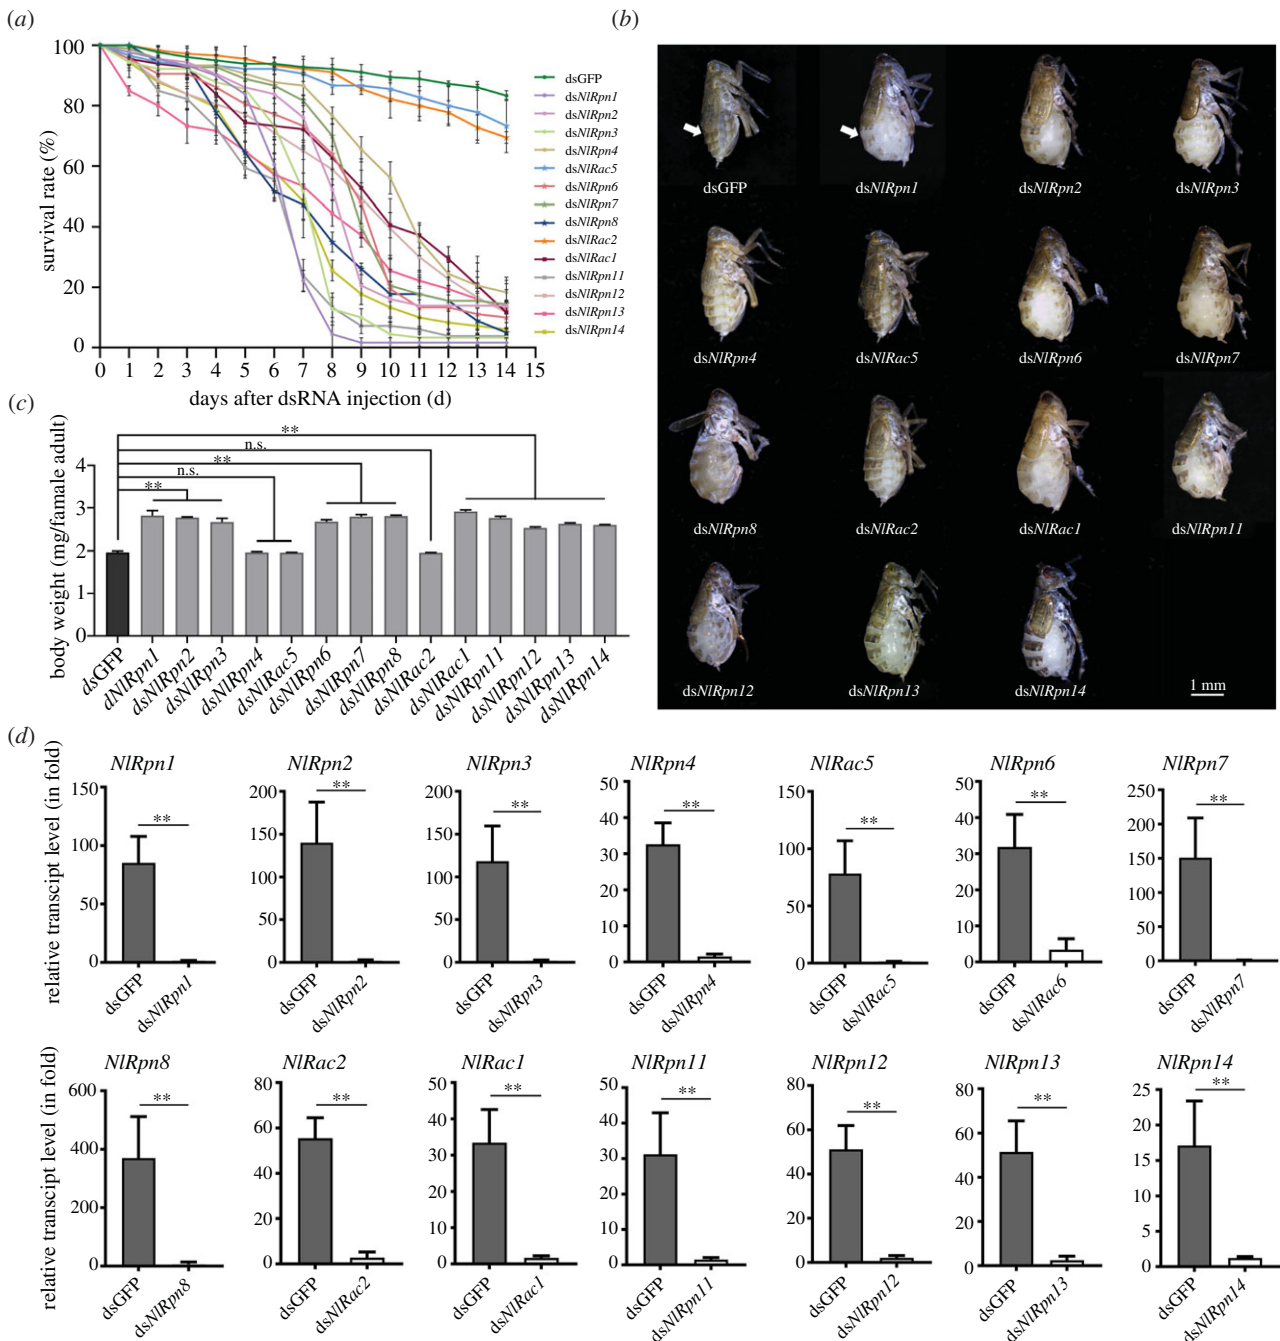 (a)
100
80
60
40
20
0
survival rate (%)
0 1 2 3 4 5 6 7 8 9 10 11 12 13 14 15
days after dsRNA injection (d)
dsGFP
dsNlRpn1
dsNlRpn2
dsNlRpn3
dsNlRpn4
dsNlRac5
dsNlRpn6
dsNlRpn7
dsNlRpn8
dsNlRac2
dsNlRac1
dsNlRpn11
dsNlRpn12
dsNlRpn13
dsNlRpn14
(b)
dsGFP dsNlRpn1 dsNlRpn2 dsNlRpn3
dsNlRpn4 dsNlRac5 dsNlRpn6 dsNlRpn7
dsNlRpn8 dsNlRac2 dsNlRac1 dsNlRpn11
dsNlRpn12 dsNlRpn13 dsNlRpn14
1 mm
(c)
body weight (mg/famale adult)
**
n.s.
**
n.s.
**
4
3
2
1
0
dsGFP dNlRpn1 dsNlRpn2 dsNlRpn3 dsNlRpn4 dsNlRac5 dsNlRpn6 dsNlRpn7 dsNlRpn8 dsNlRac2 dsNlRac1 dsNlRpn11 dsNlRpn12 dsNlRpn13 dsNlRpn14
(d)
relative transcipt level (in fold)
NlRpn1
150
100
50
0
**
dsGFP dsNlRpn1
NlRpn2
200
150
100
50
0
**
dsGFP dsNlRpn2
NlRpn3
200
150
100
50
0
**
dsGFP dsNlRpn3
NlRpn4
50
40
30
20
10
0
**
dsGFP dsNlRpn4
NlRac5
150
100
50
0
**
dsGFP dsNlRac5
NlRpn6
50
40
30
20
10
0
**
dsGFP dsNlRac6
NlRpn7
250
200
150
100
50
0
**
dsGFP dsNlRpn7
relative transcipt level (in fold)
NlRpn8
600
400
200
0
**
dsGFP dsNlRpn8
NlRac2
80
60
40
20
0
**
dsGFP dsNlRac2
NlRac1
50
40
30
20
10
0
**
dsGFP dsNlRac1
NlRpn11
50
40
30
20
10
0
**
dsGFP dsNlRpn11
NlRpn12
80
60
40
20
0
**
dsGFP dsNlRpn12
NlRpn13
80
60
40
20
0
**
dsGFP dsNlRpn13
NlRpn14
25
20
15
10
5
0
**
dsGFP dsNlRpn14